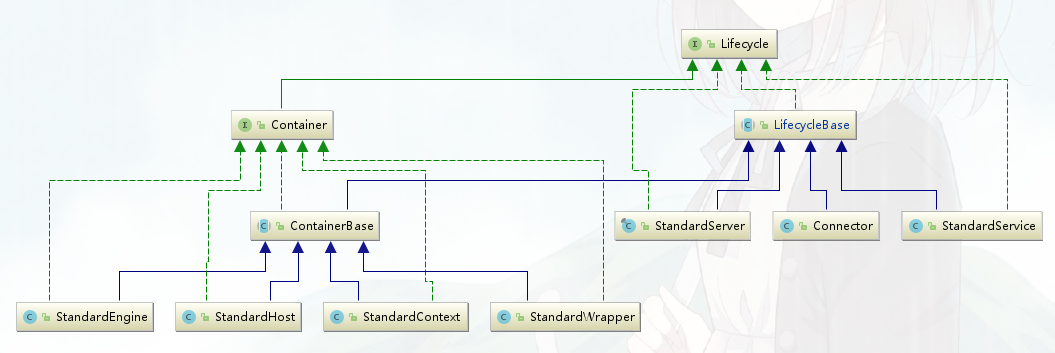 I Lifecycle
I Container
C LifecycleBase
C ContainerBase
C StandardServer
C Connector
C StandardService
C StandardEngine
C StandardHost
C StandardContext
C StandardWrapper